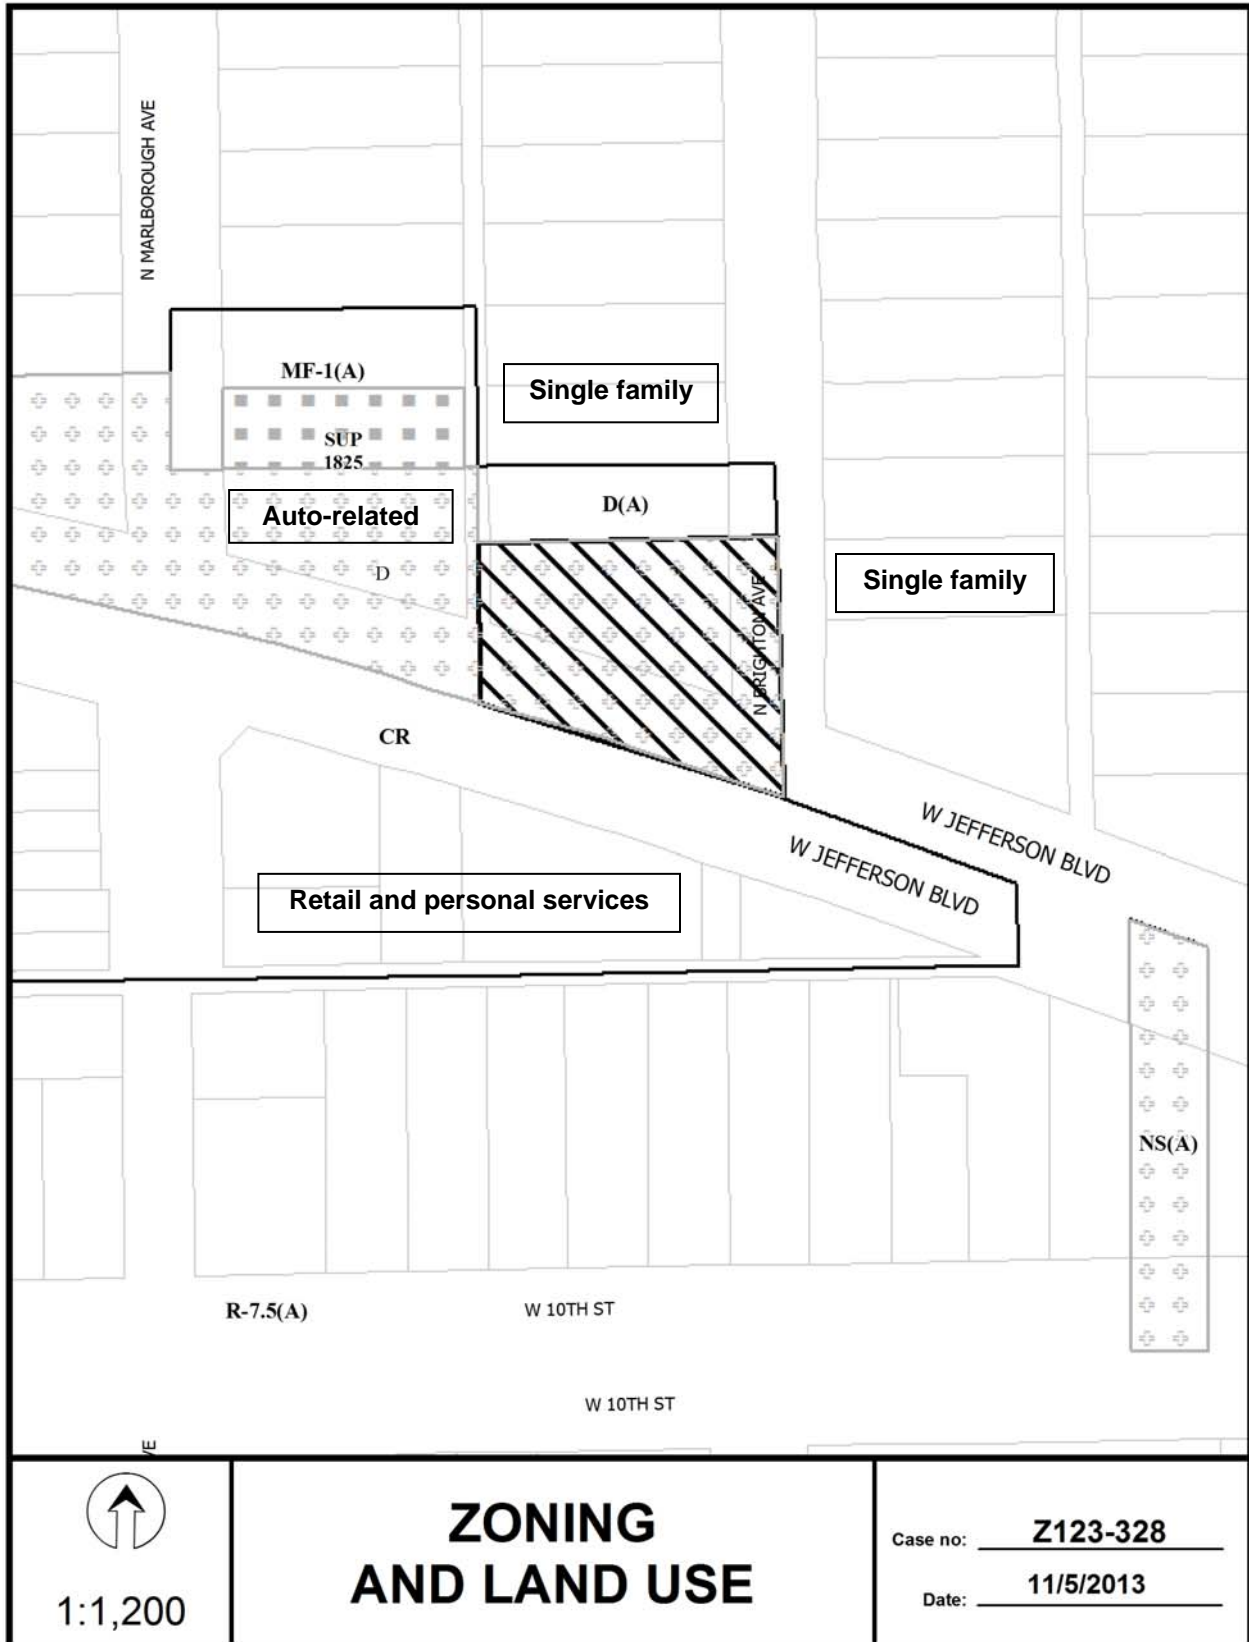 N MARLBOROUGH AVE
MF-1(A)
Single family
SUP
1825
Auto-related
D(A)
D
Single family
N BRIGHTON AVE
CR
W JEFFERSON BLVD
W JEFFERSON BLVD
Retail and personal services
NS(A)
R-7.5(A)
W 10TH ST
W 10TH ST
VE
1:1,200
ZONING
AND LAND USE
Case no: Z123-328
Date: 11/5/2013